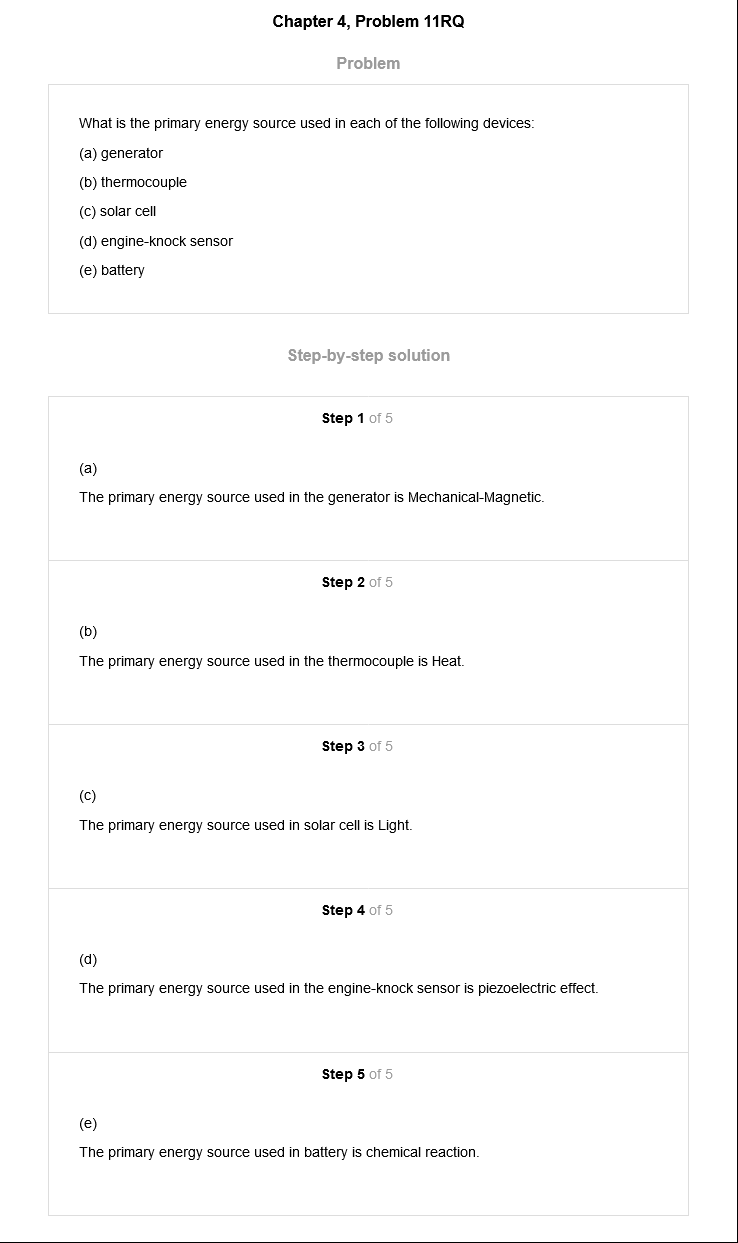 Chapter 4, Problem 11RQ
Problem
What is the primary energy source used in each of the following devices:
(a) generator
(b) thermocouple
(c) solar cell
(d) engine-knock sensor
(e) battery
Step-by-step solution
Step 1 of 5
(a)
The primary energy source used in the generator is Mechanical-Magnetic.
Step 2 of 5
(b)
The primary energy source used in the thermocouple is Heat.
Step 3 of 5
(c)
The primary energy source used in solar cell is Light.
Step 4 of 5
(d)
The primary energy source used in the engine-knock sensor is piezoelectric effect.
Step 5 of 5
(e)
The primary energy source used in battery is chemical reaction.